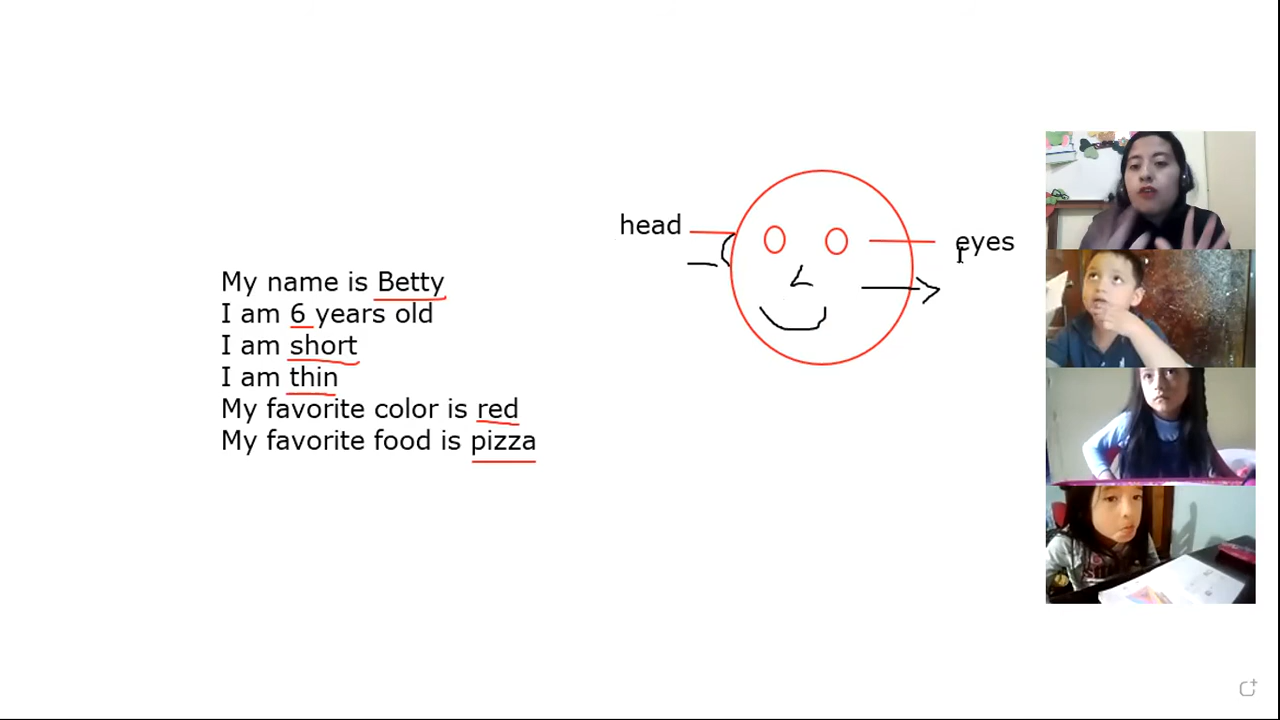 My name is Betty
I am 6 years old
I am short
I am thin
My favorite color is red
My favorite food is pizza
head
eyes